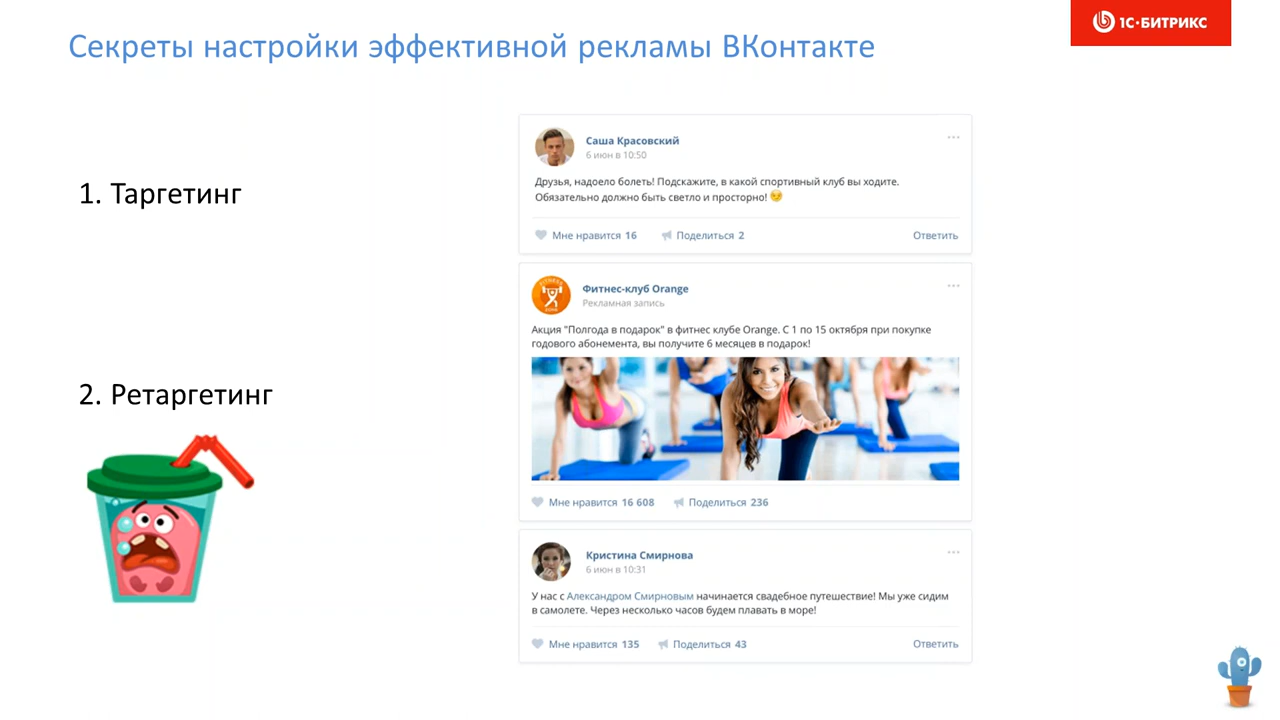 Секреты настройки эффективной рекламы ВКонтакте
1С·БИТРИКС
1. Таргетинг
2. Ретаргетинг
Саша Красовский
6 июн в 10:50
Друзья, надоело болеть! Подскажите, в какой спортивный клуб вы ходите.
Обязательно должно быть светло и просторно! 😏
Мне нравится 16 Поделиться 2 Ответить
Фитнес-клуб Orange
Рекламная запись
Акция "Полгода в подарок" в фитнес клубе Orange. С 1 по 15 октября при покупке
годового абонемента, вы получите 6 месяцев в подарок!
Мне нравится 16 608 Поделиться 236
Кристина Смирнова
6 июн в 10:31
У нас с Александром Смирновым начинается свадебное путешествие! Мы уже сидим
в самолете. Через несколько часов будем плавать в море!
Мне нравится 135 Поделиться 43 Ответить